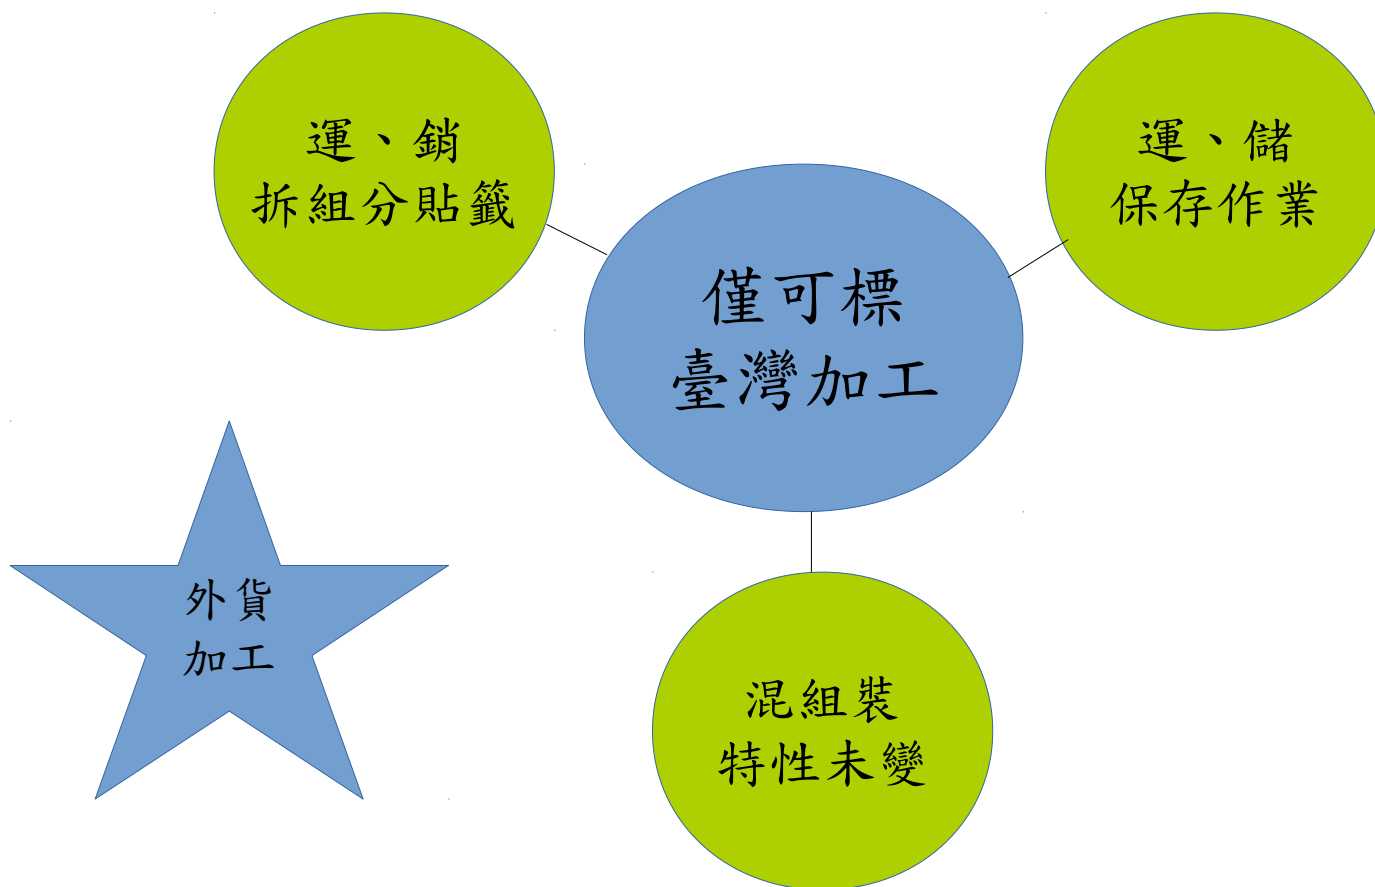 運、銷
拆組分貼籤
運、儲
保存作業
僅可標
臺灣加工
外貨
加工
混組裝
特性未變